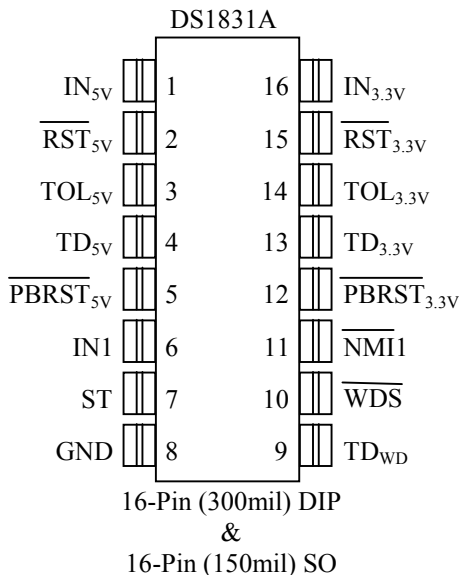 DS1831A
IN5V 1 16 IN3.3V
RST5V 2 15 RST3.3V
TOL5V 3 14 TOL3.3V
TD5V 4 13 TD3.3V
PBRST5V 5 12 PBRST3.3V
IN1 6 11 NMI1
ST 7 10 WDS
GND 8 9 TDWD
16-Pin (300mil) DIP
&
16-Pin (150mil) SO